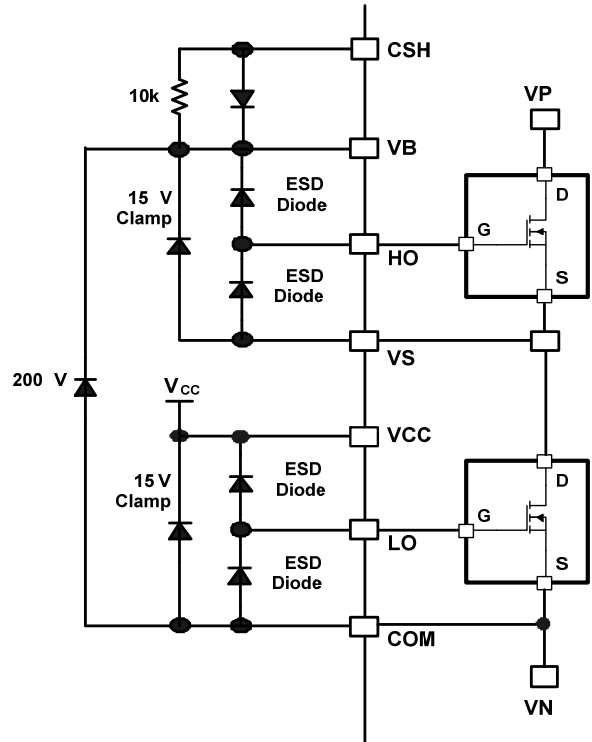 CSH
10k
VP
VB
15 V
Clamp
ESD
Diode
D
G
HO
ESD
Diode
S
VS
200 V
VCC
VCC
15 V
Clamp
ESD
Diode
D
G
LO
ESD
Diode
S
COM
VN